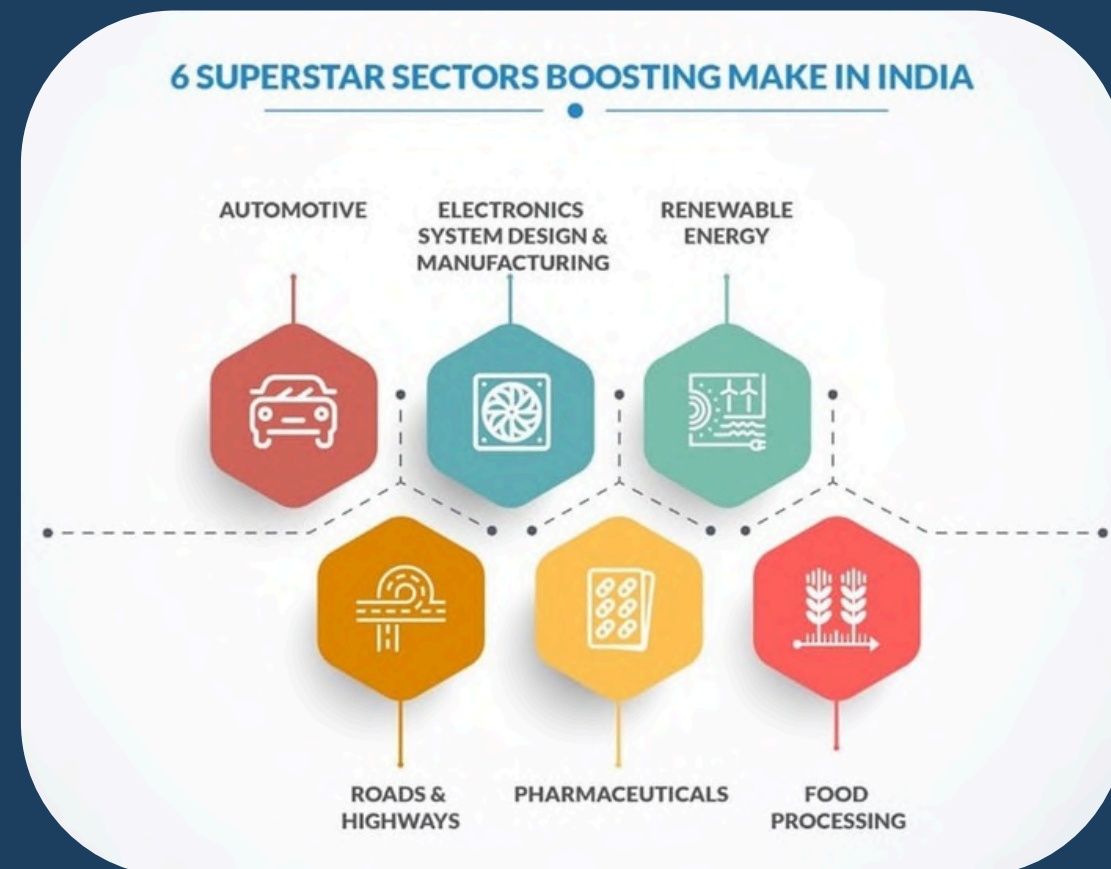 6 SUPERSTAR SECTORS BOOSTING MAKE IN INDIA
AUTOMOTIVE
ELECTRONICS
SYSTEM DESIGN &
MANUFACTURING
RENEWABLE
ENERGY
ROADS &
HIGHWAYS
PHARMACEUTICALS
FOOD
PROCESSING